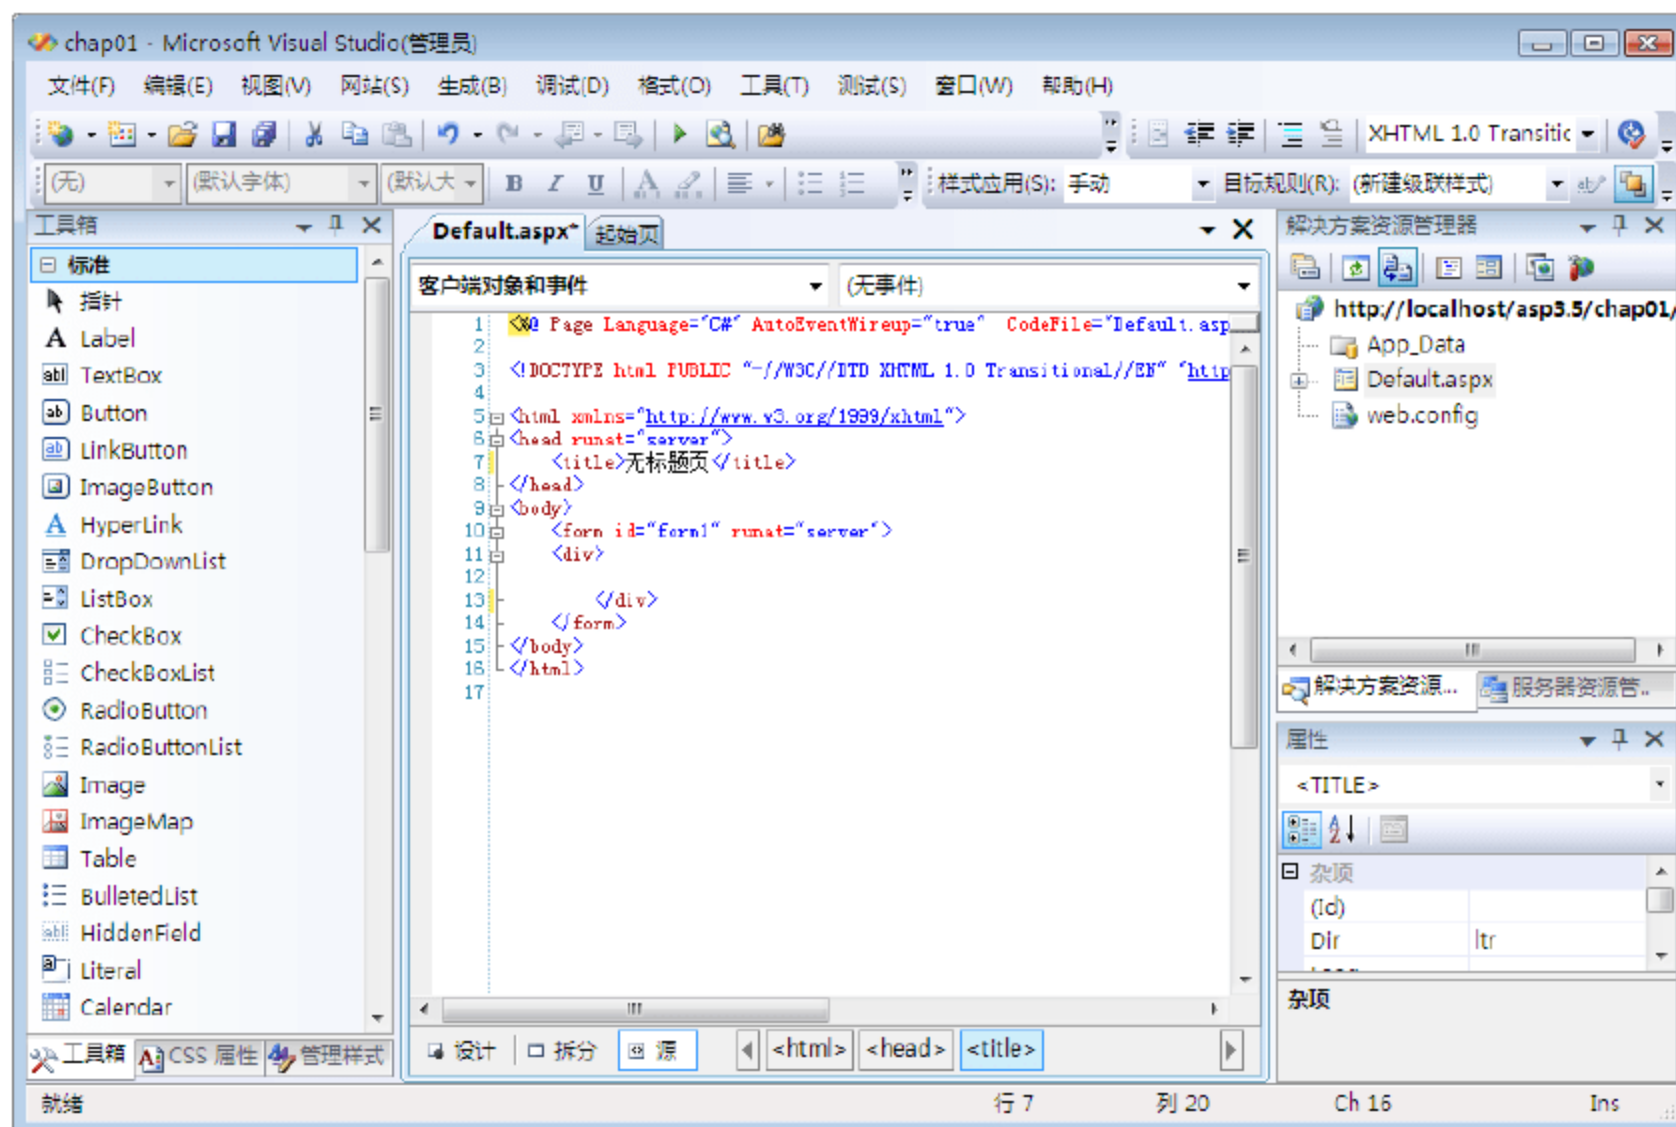 chap01 - Microsoft Visual Studio(管理员)
文件(F) 编辑(E) 视图(V) 网站(S) 生成(B) 调试(D) 格式(O) 工具(T) 测试(S) 窗口(W) 帮助(H)
XHTML 1.0 Transitic
(无) (默认字体) (默认大 B I U A 样式应用(S): 手动 目标规则(R): (新建级联样式)
工具箱
标准
指针
A Label
abl TextBox
ab Button
ab LinkButton
ImageButton
A HyperLink
DropDownList
ListBox
CheckBox
CheckBoxList
RadioButton
RadioButtonList
Image
ImageMap
Table
BulletedList
abl HiddenField
Literal
Calendar
工具箱 CSS 属性 管理样式
Default.aspx* 起始页
客户端对象和事件 (无事件)
1 <%@ Page Language="C#" AutoEventWireup="true" CodeFile="Default.asp
2
3 <!DOCTYPE html PUBLIC "-//W3C//DTD XHTML 1.0 Transitional//EN" "http
4
5 <html xmlns="http://www.w3.org/1999/xhtml">
6 <head runat="server">
7 <title>无标题页</title>
8 </head>
9 <body>
10 <form id="form1" runat="server">
11 <div>
12
13 </div>
14 </form>
15 </body>
16 </html>
17
设计 拆分 源 <html> <head> <title>
解决方案资源管理器
http://localhost/asp3.5/chap01/
App_Data
Default.aspx
web.config
解决方案资源... 服务器资源管..
属性
<TITLE>
杂项
(Id)
Dir ltr
杂项
就绪 行 7 列 20 Ch 16 Ins